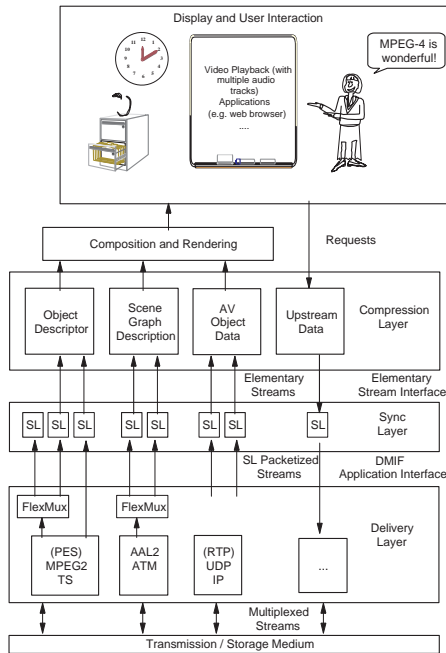 Display and User Interaction
MPEG-4 is
wonderful!
Video Playback (with
multiple audio
tracks)
Applications
(e.g. web browser)
....
Composition and Rendering
Requests
Object
Descriptor
Scene
Graph
Description
AV
Object
Data
Upstream
Data
Compression
Layer
Elementary
Streams
Elementary
Stream Interface
SL SL SL SL SL SL SL SL
Sync
Layer
SL Packetized
Streams
DMIF
Application Interface
FlexMux
FlexMux
(PES)
MPEG2
TS
AAL2
ATM
(RTP)
UDP
IP
...
Delivery
Layer
Multiplexed
Streams
Transmission / Storage Medium